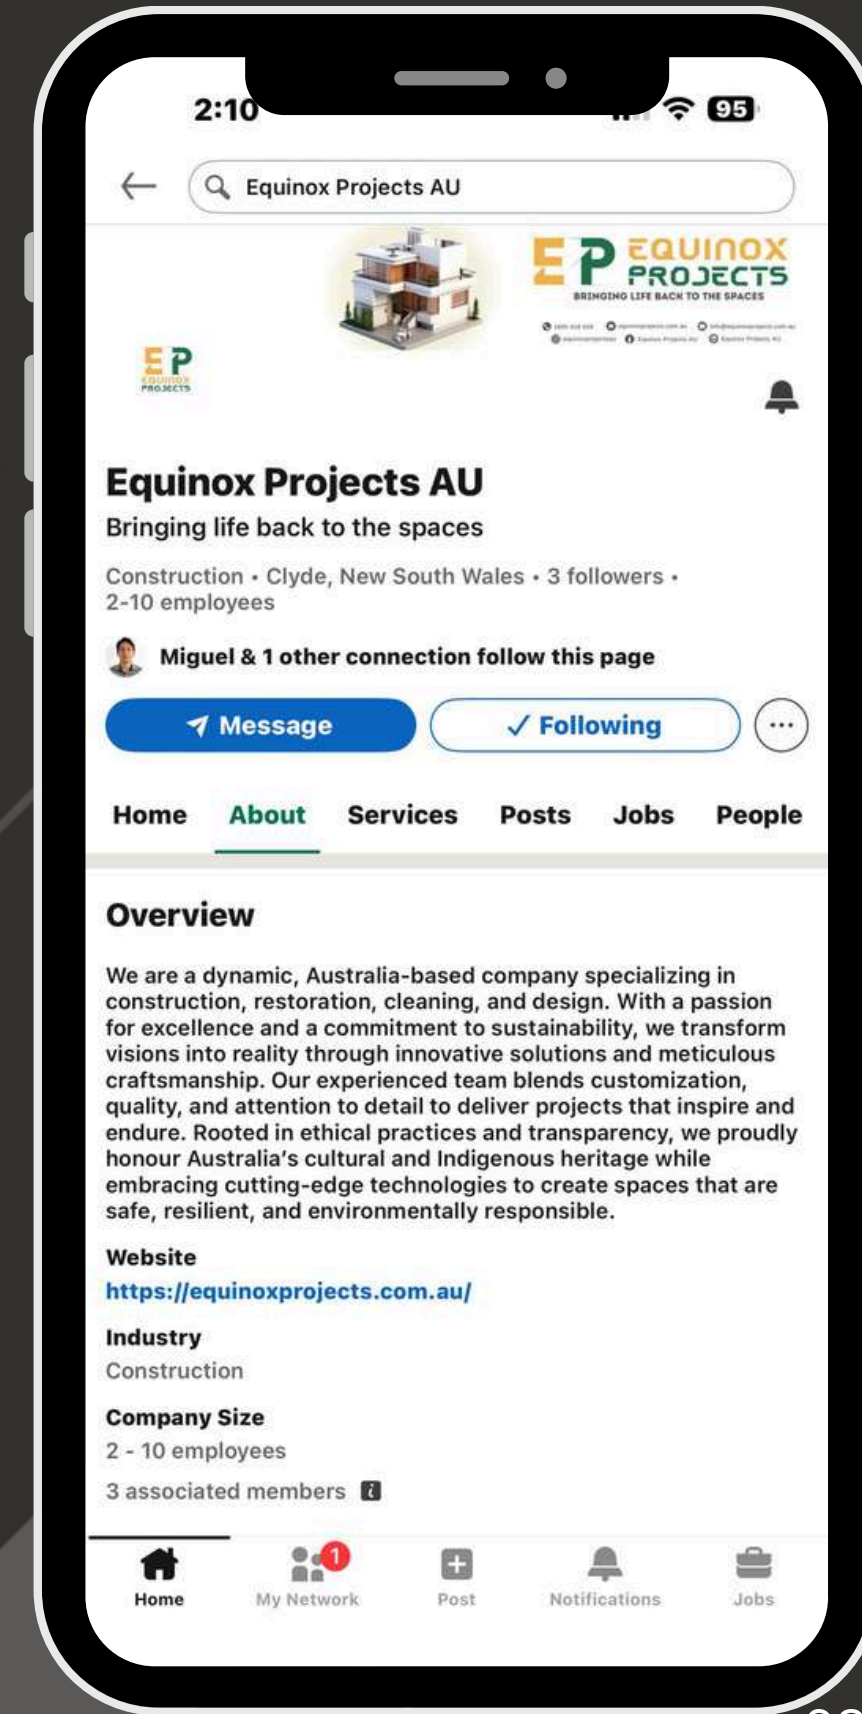 2:10
95
Equinox Projects AU
EP EQUINOX
PROJECTS
BRINGING LIFE BACK TO THE SPACES
EP
EQUINOX
PROJECTS
Equinox Projects AU
Bringing life back to the spaces
Construction • Clyde, New South Wales • 3 followers •
2-10 employees
Miguel & 1 other connection follow this page
Message
Following
Home About Services Posts Jobs People
Overview
We are a dynamic, Australia-based company specializing in
construction, restoration, cleaning, and design. With a passion
for excellence and a commitment to sustainability, we transform
visions into reality through innovative solutions and meticulous
craftsmanship. Our experienced team blends customization,
quality, and attention to detail to deliver projects that inspire and
endure. Rooted in ethical practices and transparency, we proudly
honour Australia's cultural and Indigenous heritage while
embracing cutting-edge technologies to create spaces that are
safe, resilient, and environmentally responsible.
Website
https://equinoxprojects.com.au/
Industry
Construction
Company Size
2 - 10 employees
3 associated members
1
Home My Network Post Notifications Jobs